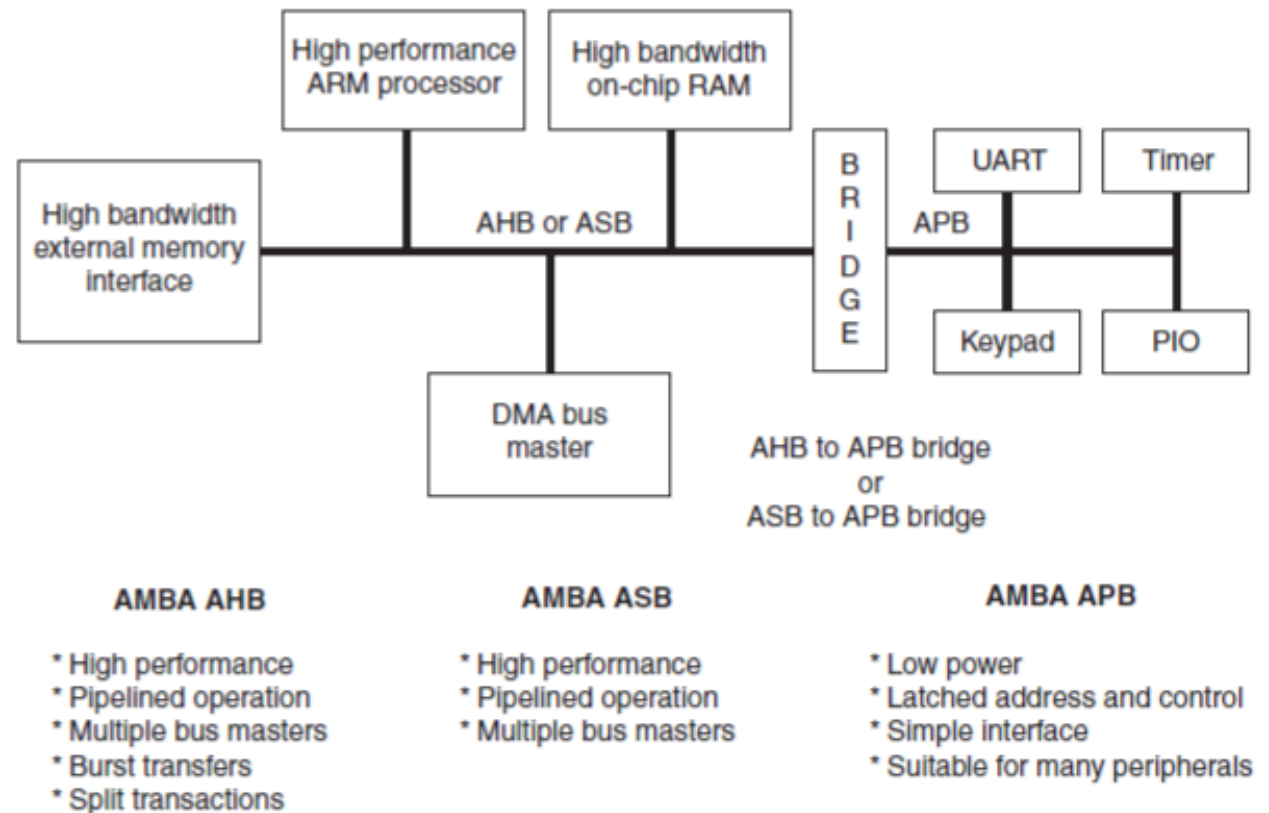 High performance
ARM processor
High bandwidth
on-chip RAM
High bandwidth
external memory
interface
AHB or ASB
B
R
I
D
G
E
APB
UART
Timer
Keypad
PIO
DMA bus
master
AHB to APB bridge
or
ASB to APB bridge
AMBA AHB
* High performance
* Pipelined operation
* Multiple bus masters
* Burst transfers
* Split transactions
AMBA ASB
* High performance
* Pipelined operation
* Multiple bus masters
AMBA APB
* Low power
* Latched address and control
* Simple interface
* Suitable for many peripherals